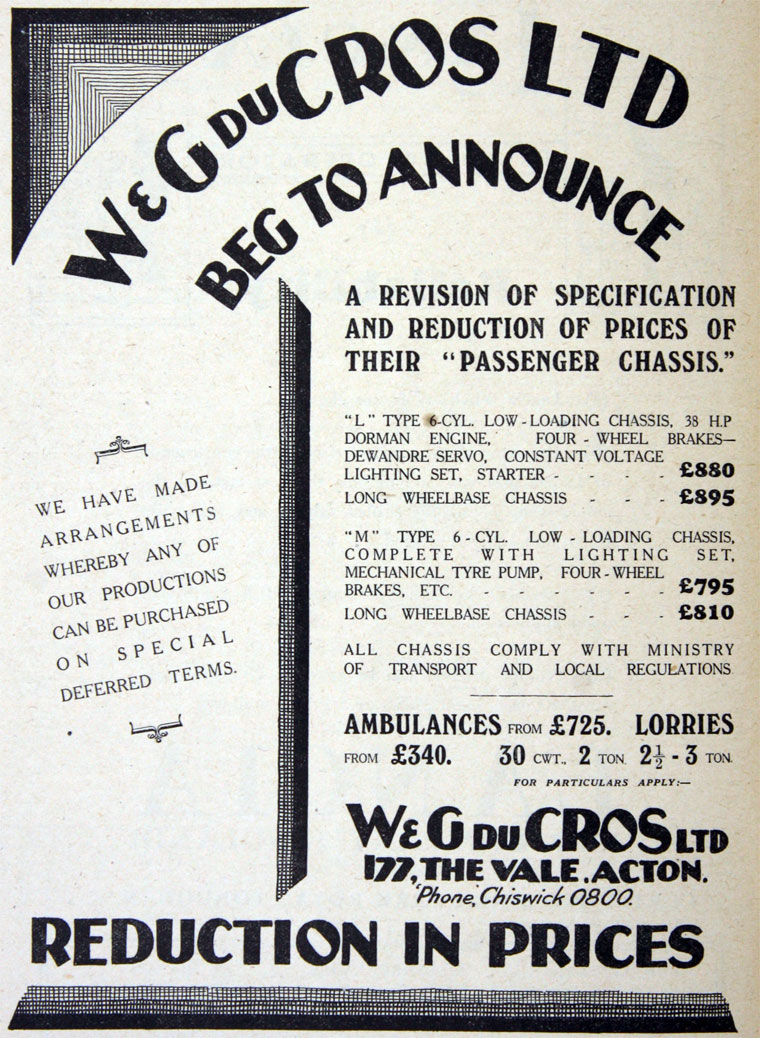 W & G DU CROS LTD
BEG TO ANNOUNCE
A REVISION OF SPECIFICATION
AND REDUCTION OF PRICES OF
THEIR "PASSENGER CHASSIS."
"L" TYPE 6-CYL. LOW-LOADING CHASSIS, 38 H.P
DORMAN ENGINE, FOUR-WHEEL BRAKES—
DEWANDRE SERVO, CONSTANT VOLTAGE
LIGHTING SET, STARTER - - - - £880
LONG WHEELBASE CHASSIS - - - £895
"M" TYPE 6-CYL. LOW-LOADING CHASSIS,
COMPLETE WITH LIGHTING SET,
MECHANICAL TYRE PUMP, FOUR-WHEEL
BRAKES, ETC. - - - - - - - £795
LONG WHEELBASE CHASSIS - - - £810
ALL CHASSIS COMPLY WITH MINISTRY
OF TRANSPORT AND LOCAL REGULATIONS
WE HAVE MADE
ARRANGEMENTS
WHEREBY ANY OF
OUR PRODUCTIONS
CAN BE PURCHASED
ON SPECIAL
DEFERRED TERMS.
AMBULANCES FROM £725. LORRIES
FROM £340. 30 CWT., 2 TON. 2½-3 TON.
FOR PARTICULARS APPLY:—
W & G DU CROS LTD
177, THE VALE. ACTON.
'Phone, Chiswick 0800.
REDUCTION IN PRICES